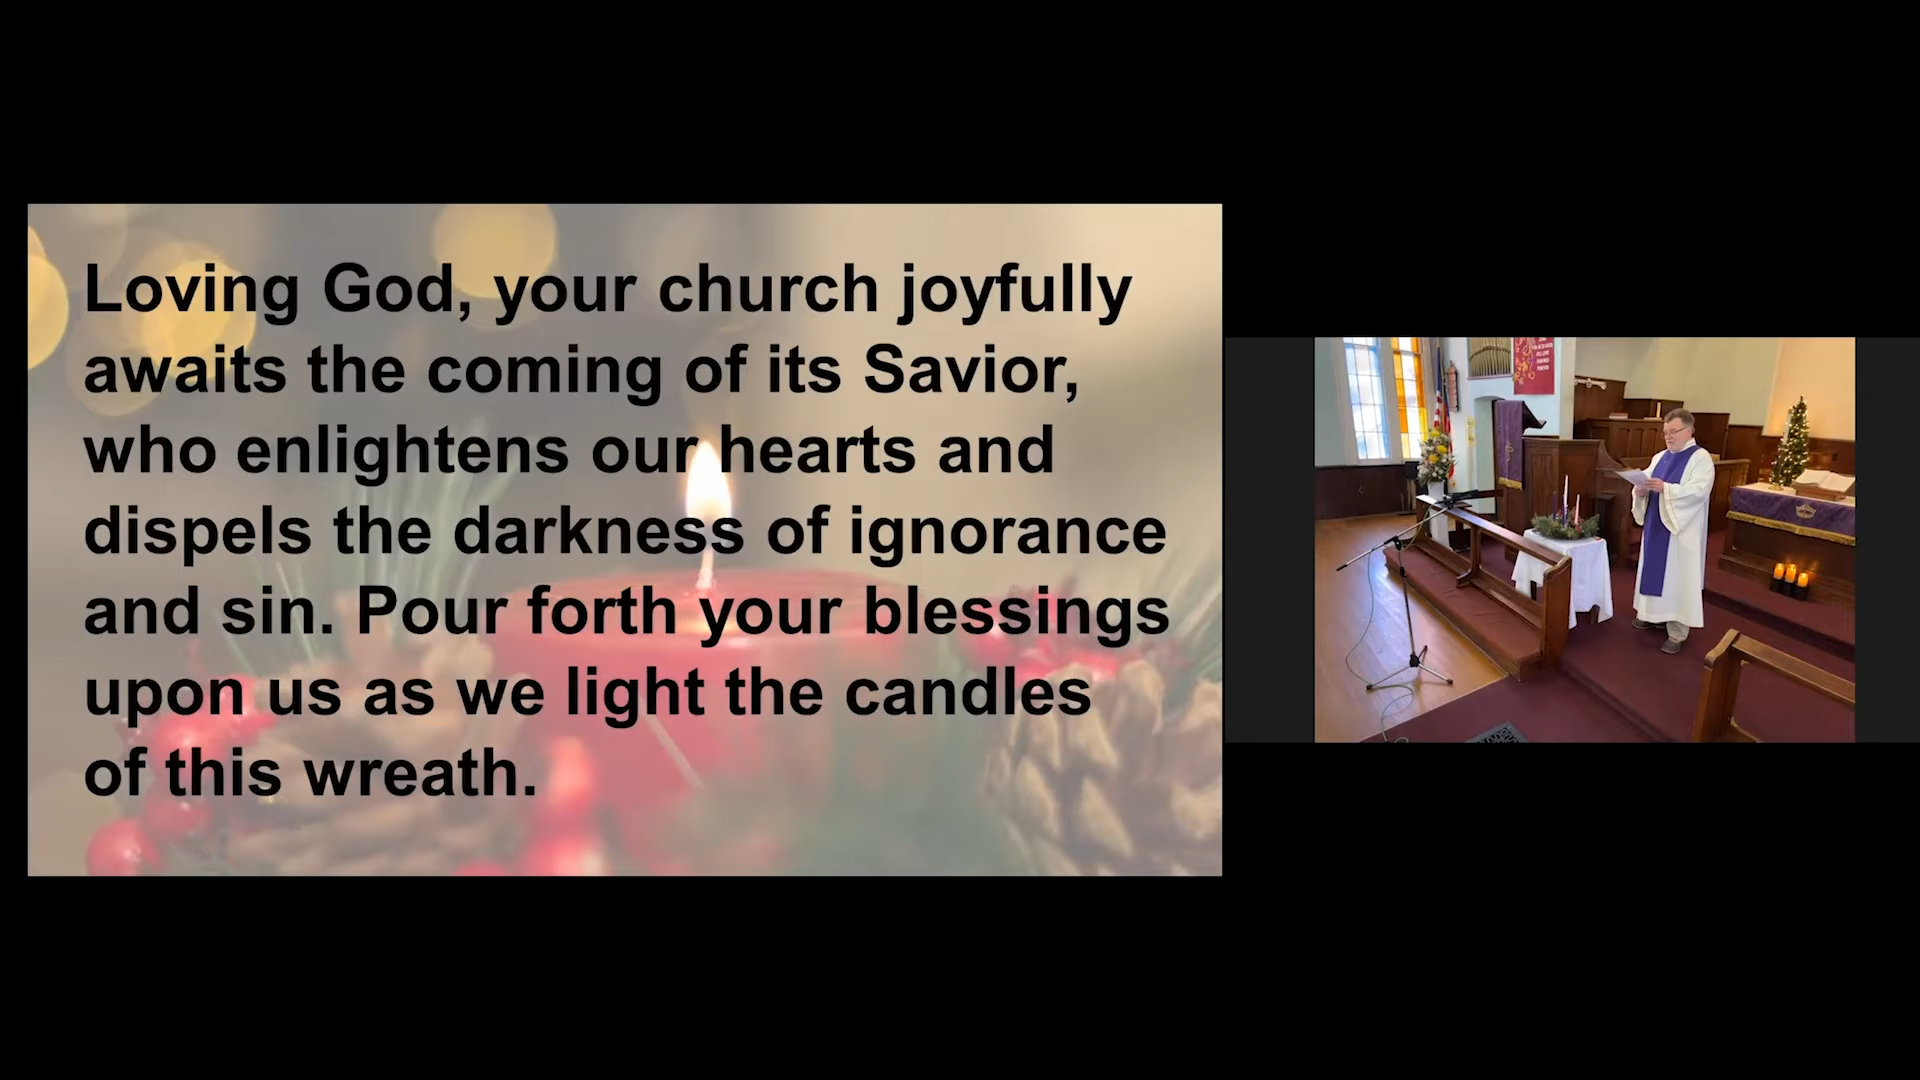 Loving God, your church joyfully
awaits the coming of its Savior,
who enlightens our hearts and
dispels the darkness of ignorance
and sin. Pour forth your blessings
upon us as we light the candles
of this wreath.